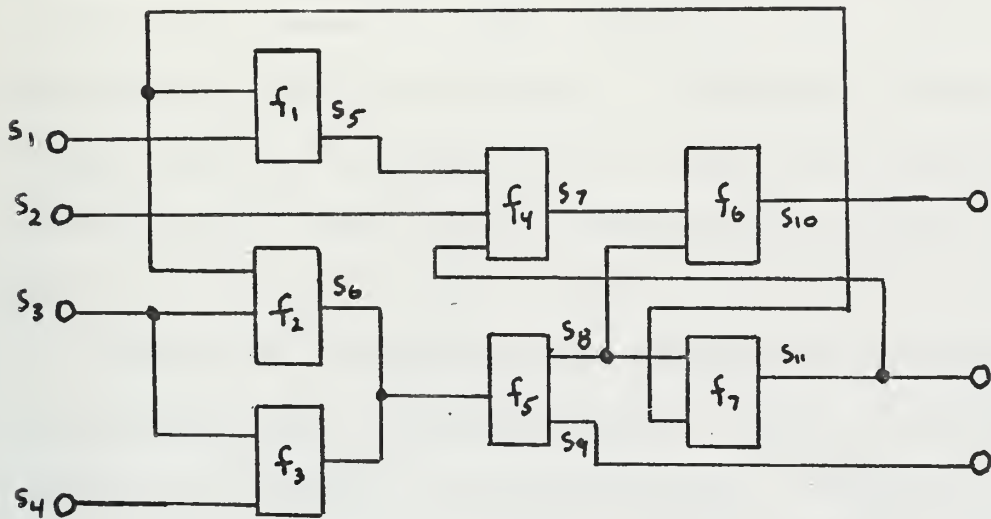 f₁
s₅
s₁
s₂
f₄
s₇
f₆
s₁₀
s₃
f₂
s₆
s₈
f₅
f₇
s₁₁
s₉
f₃
s₄